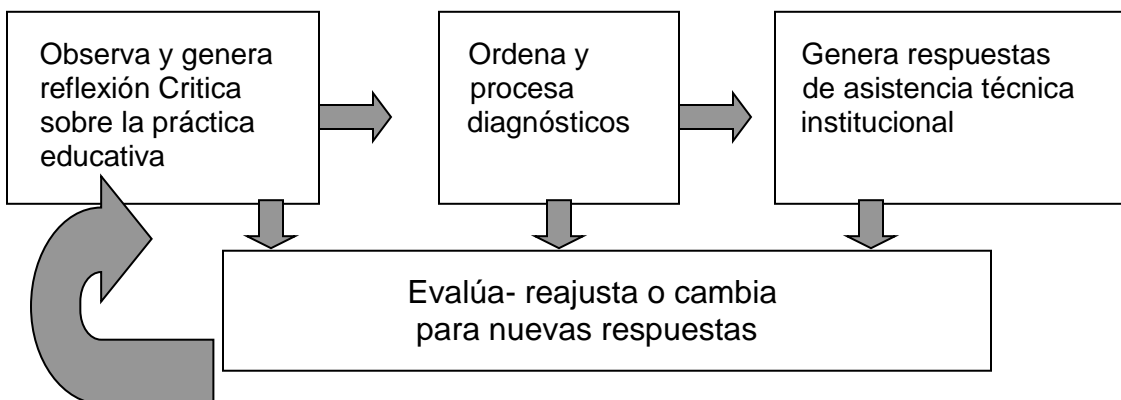 Observa y genera
reflexión Critica
sobre la práctica
educativa
Ordena y
procesa
diagnósticos
Genera respuestas
de asistencia técnica
institucional
Evalúa- reajusta o cambia
para nuevas respuestas